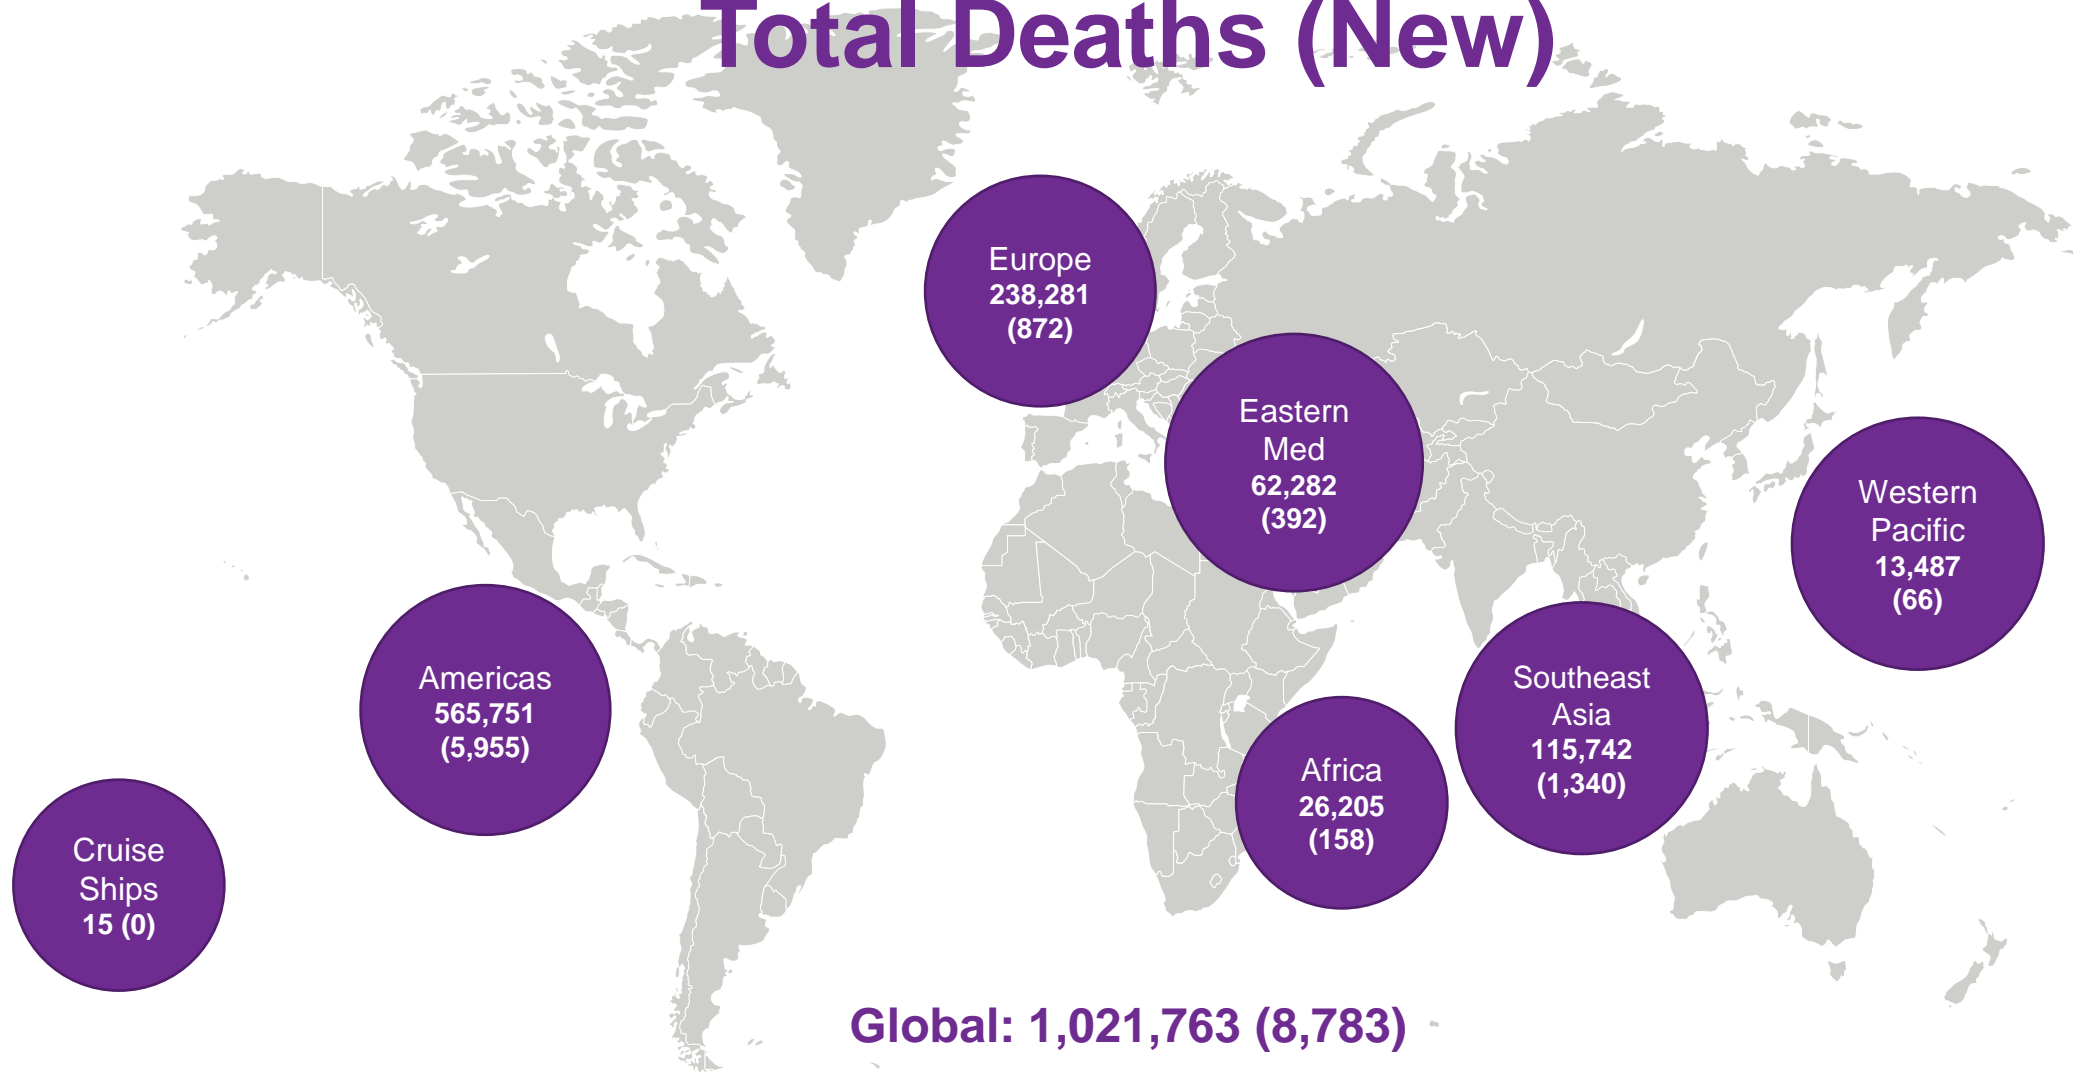 Total Deaths (New)
Europe
238,281
(872)
Eastern
Med
62,282
(392)
Western
Pacific
13,487
(66)
Americas
565,751
(5,955)
Southeast
Asia
115,742
(1,340)
Africa
26,205
(158)
Cruise
Ships
15 (0)
Global: 1,021,763 (8,783)